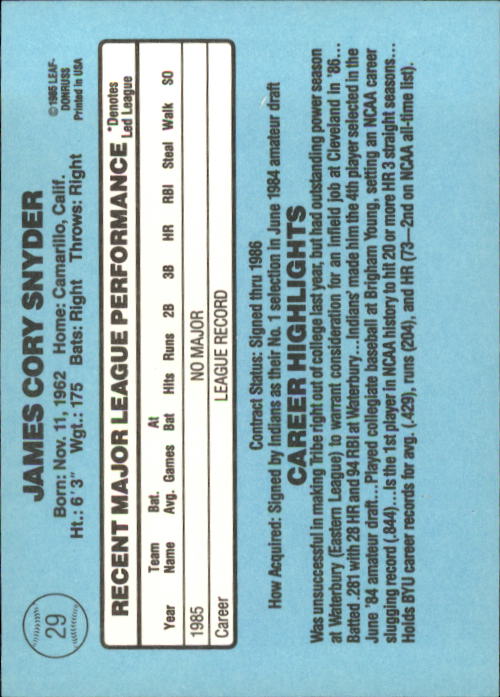 29
JAMES CORY SNYDER
©1985 LEAF-
DONRUSS
Printed in USA
Born: Nov. 11, 1962 Home: Camarillo, Calif.
Ht.: 6'3" Wgt.: 175 Bats: Right Throws: Right
RECENT MAJOR LEAGUE PERFORMANCE
*Denotes
Led League
Team Bat. At
Year Name Avg. Games Bat Hits Runs 2B 3B HR RBI Steal Walk SO
1985 NO MAJOR
Career LEAGUE RECORD
Contract Status: Signed thru 1986
How Acquired: Signed by Indians as their No. 1 selection in June 1984 amateur draft
CAREER HIGHLIGHTS
Was unsuccessful in making Tribe right out of college last year, but had outstanding power season
at Waterbury (Eastern League) to warrant consideration for an infield job at Cleveland in '86...
Batted .281 with 28 HR and 94 RBI at Waterbury...Indians' made him the 4th player selected in the
June '84 amateur draft...Played collegiate baseball at Brigham Young, setting an NCAA career
slugging record (.844)...Is the 1st player in NCAA history to hit 20 or more HR 3 straight seasons...
Holds BYU career records for avg. (.429), runs (204), and HR (73—2nd on NCAA all-time list).